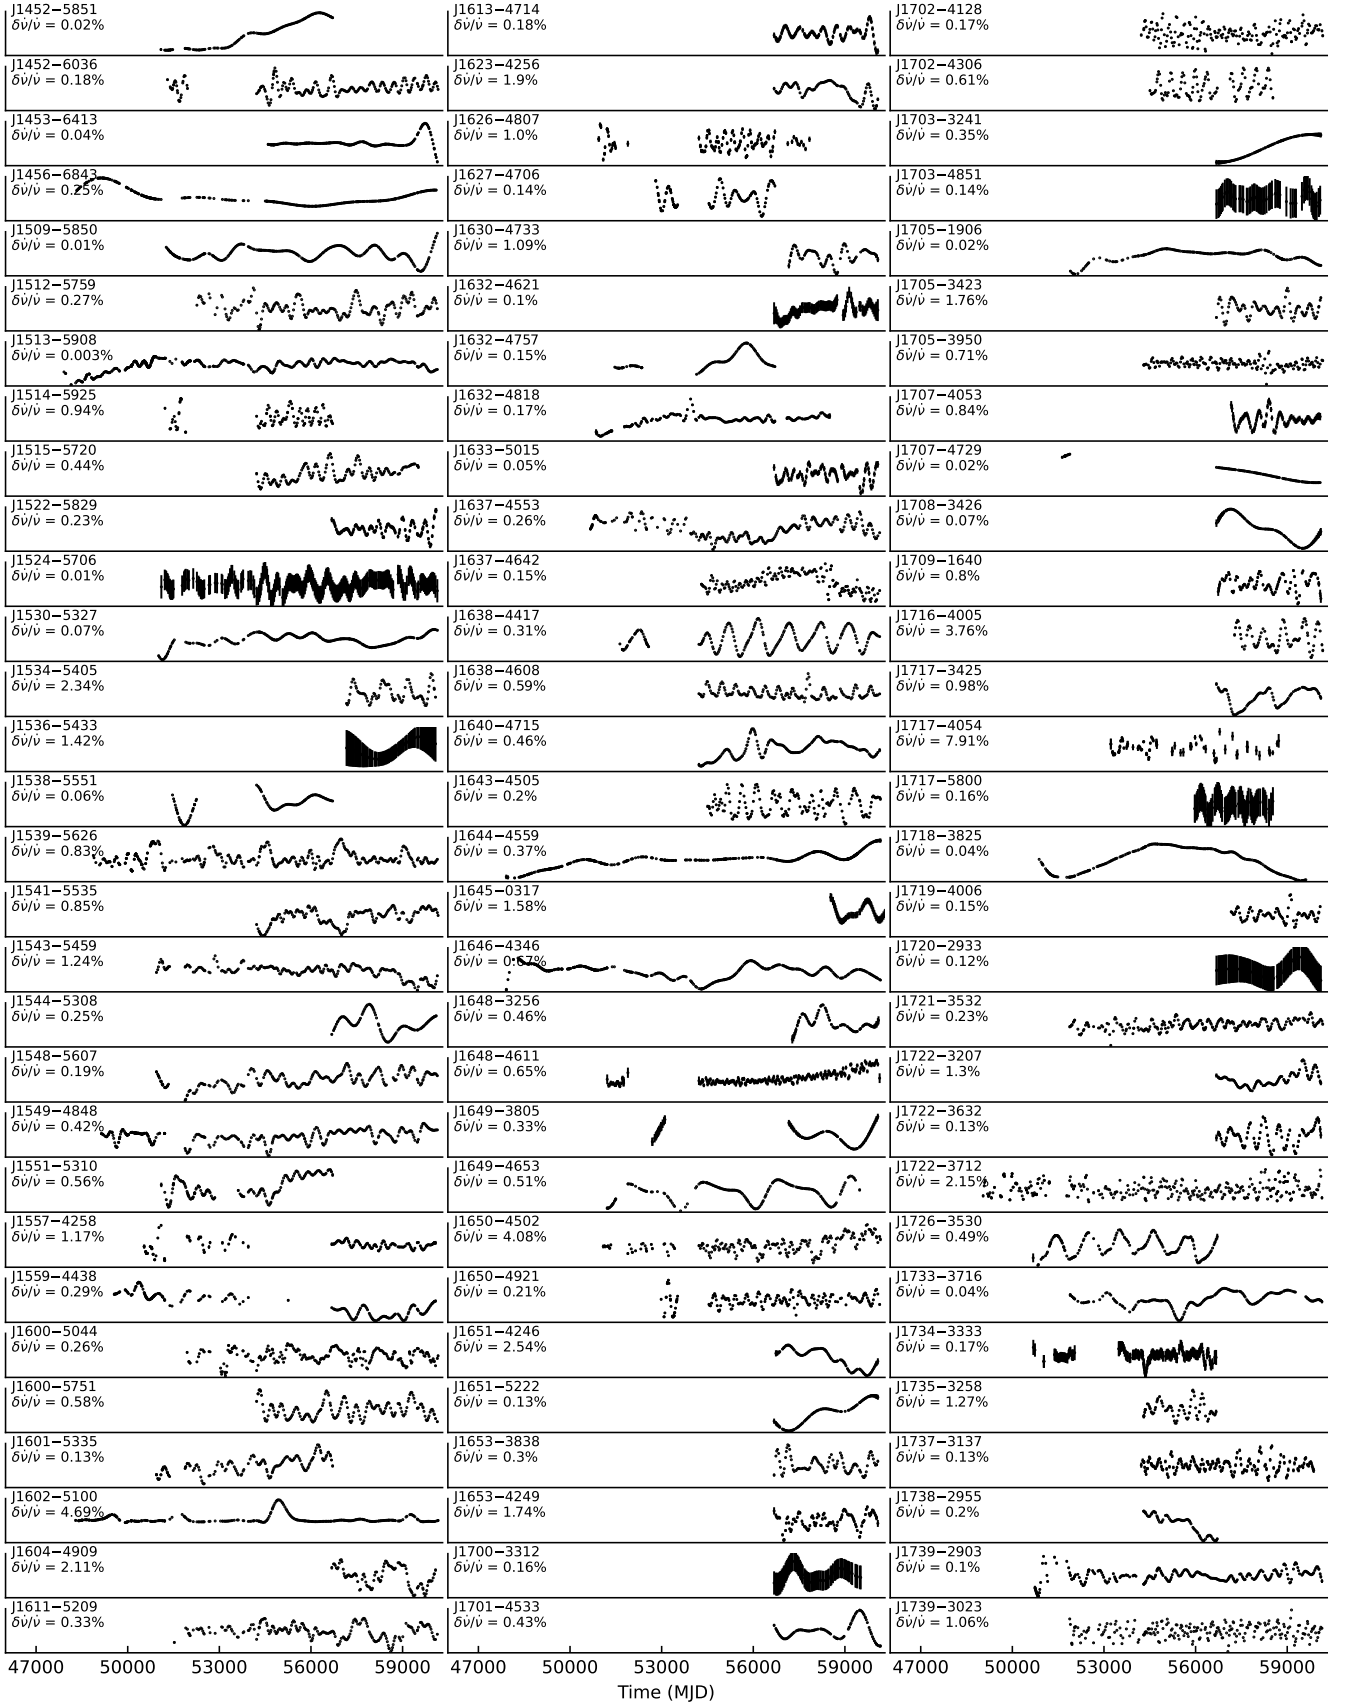 J1452−5851
δν̇/ν̇ = 0.02%
J1452−6036
δν̇/ν̇ = 0.18%
J1453−6413
δν̇/ν̇ = 0.04%
J1456−6843
δν̇/ν̇ = 0.25%
J1509−5850
δν̇/ν̇ = 0.01%
J1512−5759
δν̇/ν̇ = 0.27%
J1513−5908
δν̇/ν̇ = 0.003%
J1514−5925
δν̇/ν̇ = 0.94%
J1515−5720
δν̇/ν̇ = 0.44%
J1522−5829
δν̇/ν̇ = 0.23%
J1524−5706
δν̇/ν̇ = 0.01%
J1530−5327
δν̇/ν̇ = 0.07%
J1534−5405
δν̇/ν̇ = 2.34%
J1536−5433
δν̇/ν̇ = 1.42%
J1538−5551
δν̇/ν̇ = 0.06%
J1539−5626
δν̇/ν̇ = 0.83%
J1541−5535
δν̇/ν̇ = 0.85%
J1543−5459
δν̇/ν̇ = 1.24%
J1544−5308
δν̇/ν̇ = 0.25%
J1548−5607
δν̇/ν̇ = 0.19%
J1549−4848
δν̇/ν̇ = 0.42%
J1551−5310
δν̇/ν̇ = 0.56%
J1557−4258
δν̇/ν̇ = 1.17%
J1559−4438
δν̇/ν̇ = 0.29%
J1600−5044
δν̇/ν̇ = 0.26%
J1600−5751
δν̇/ν̇ = 0.58%
J1601−5335
δν̇/ν̇ = 0.13%
J1602−5100
δν̇/ν̇ = 4.69%
J1604−4909
δν̇/ν̇ = 2.11%
J1611−5209
δν̇/ν̇ = 0.33%
47000 50000 53000 56000 59000
J1613−4714
δν̇/ν̇ = 0.18%
J1623−4256
δν̇/ν̇ = 1.9%
J1626−4807
δν̇/ν̇ = 1.0%
J1627−4706
δν̇/ν̇ = 0.14%
J1630−4733
δν̇/ν̇ = 1.09%
J1632−4621
δν̇/ν̇ = 0.1%
J1632−4757
δν̇/ν̇ = 0.15%
J1632−4818
δν̇/ν̇ = 0.17%
J1633−5015
δν̇/ν̇ = 0.05%
J1637−4553
δν̇/ν̇ = 0.26%
J1637−4642
δν̇/ν̇ = 0.15%
J1638−4417
δν̇/ν̇ = 0.31%
J1638−4608
δν̇/ν̇ = 0.59%
J1640−4715
δν̇/ν̇ = 0.46%
J1643−4505
δν̇/ν̇ = 0.2%
J1644−4559
δν̇/ν̇ = 0.37%
J1645−0317
δν̇/ν̇ = 1.58%
J1646−4346
δν̇/ν̇ = 0.67%
J1648−3256
δν̇/ν̇ = 0.46%
J1648−4611
δν̇/ν̇ = 0.65%
J1649−3805
δν̇/ν̇ = 0.33%
J1649−4653
δν̇/ν̇ = 0.51%
J1650−4502
δν̇/ν̇ = 4.08%
J1650−4921
δν̇/ν̇ = 0.21%
J1651−4246
δν̇/ν̇ = 2.54%
J1651−5222
δν̇/ν̇ = 0.13%
J1653−3838
δν̇/ν̇ = 0.3%
J1653−4249
δν̇/ν̇ = 1.74%
J1700−3312
δν̇/ν̇ = 0.16%
J1701−4533
δν̇/ν̇ = 0.43%
47000 50000 53000 56000 59000
Time (MJD)
J1702−4128
δν̇/ν̇ = 0.17%
J1702−4306
δν̇/ν̇ = 0.61%
J1703−3241
δν̇/ν̇ = 0.35%
J1703−4851
δν̇/ν̇ = 0.14%
J1705−1906
δν̇/ν̇ = 0.02%
J1705−3423
δν̇/ν̇ = 1.76%
J1705−3950
δν̇/ν̇ = 0.71%
J1707−4053
δν̇/ν̇ = 0.84%
J1707−4729
δν̇/ν̇ = 0.02%
J1708−3426
δν̇/ν̇ = 0.07%
J1709−1640
δν̇/ν̇ = 0.8%
J1716−4005
δν̇/ν̇ = 3.76%
J1717−3425
δν̇/ν̇ = 0.98%
J1717−4054
δν̇/ν̇ = 7.91%
J1717−5800
δν̇/ν̇ = 0.16%
J1718−3825
δν̇/ν̇ = 0.04%
J1719−4006
δν̇/ν̇ = 0.15%
J1720−2933
δν̇/ν̇ = 0.12%
J1721−3532
δν̇/ν̇ = 0.23%
J1722−3207
δν̇/ν̇ = 1.3%
J1722−3632
δν̇/ν̇ = 0.13%
J1722−3712
δν̇/ν̇ = 2.15%
J1726−3530
δν̇/ν̇ = 0.49%
J1733−3716
δν̇/ν̇ = 0.04%
J1734−3333
δν̇/ν̇ = 0.17%
J1735−3258
δν̇/ν̇ = 1.27%
J1737−3137
δν̇/ν̇ = 0.13%
J1738−2955
δν̇/ν̇ = 0.2%
J1739−2903
δν̇/ν̇ = 0.1%
J1739−3023
δν̇/ν̇ = 1.06%
47000 50000 53000 56000 59000